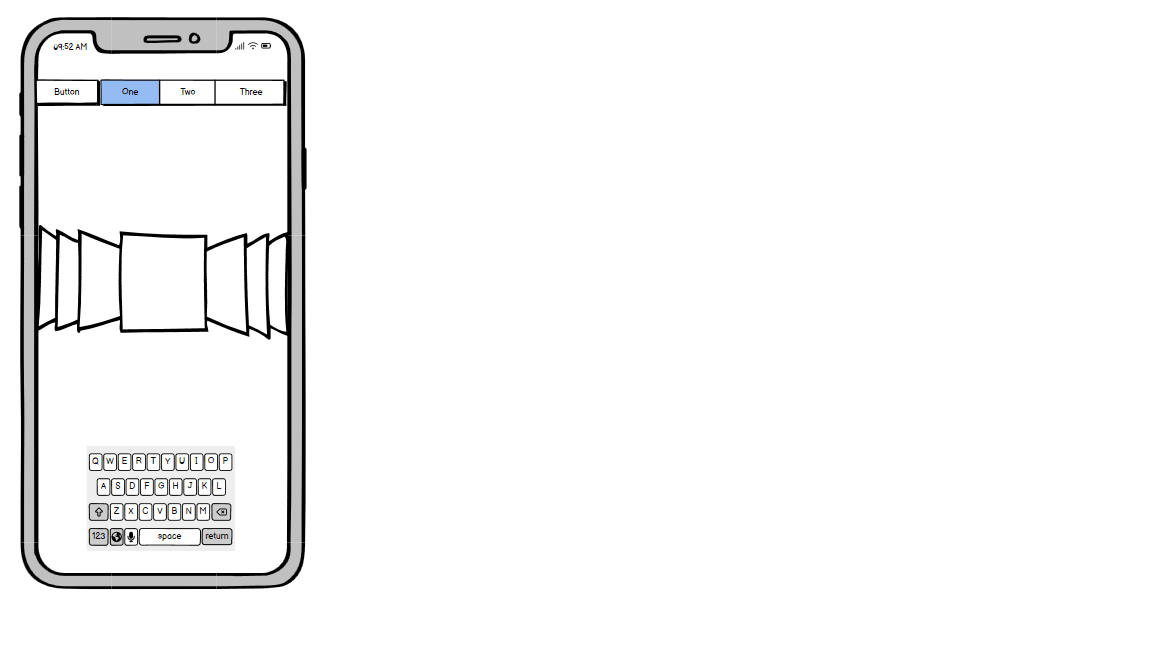 09:52 AM
Button One Two Three
Q W E R T Y U I O P
A S D F G H J K L
Z X C V B N M
123 space return